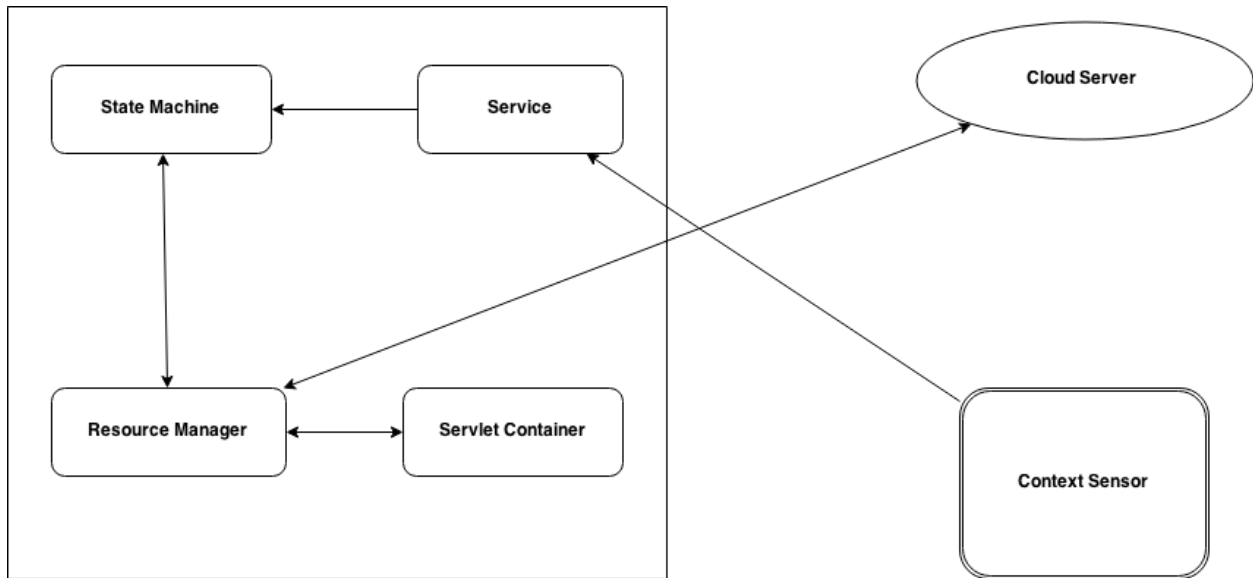 State Machine
Service
Cloud Server
Resource Manager
Servlet Container
Context Sensor